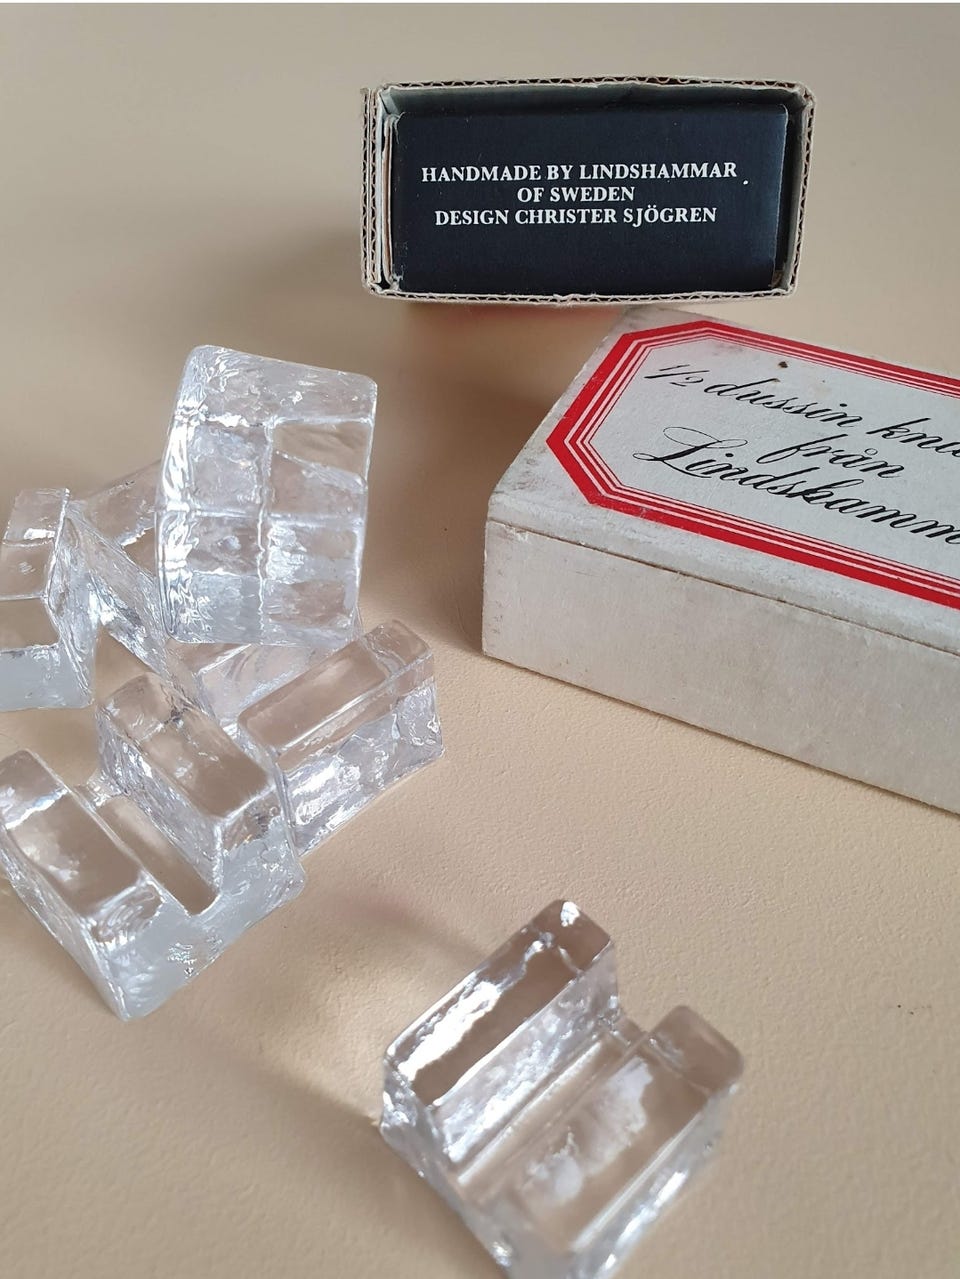 HANDMADE BY LINDSHAMMAR
OF SWEDEN
DESIGN CHRISTER SJÖGREN
1/2 dussin
från